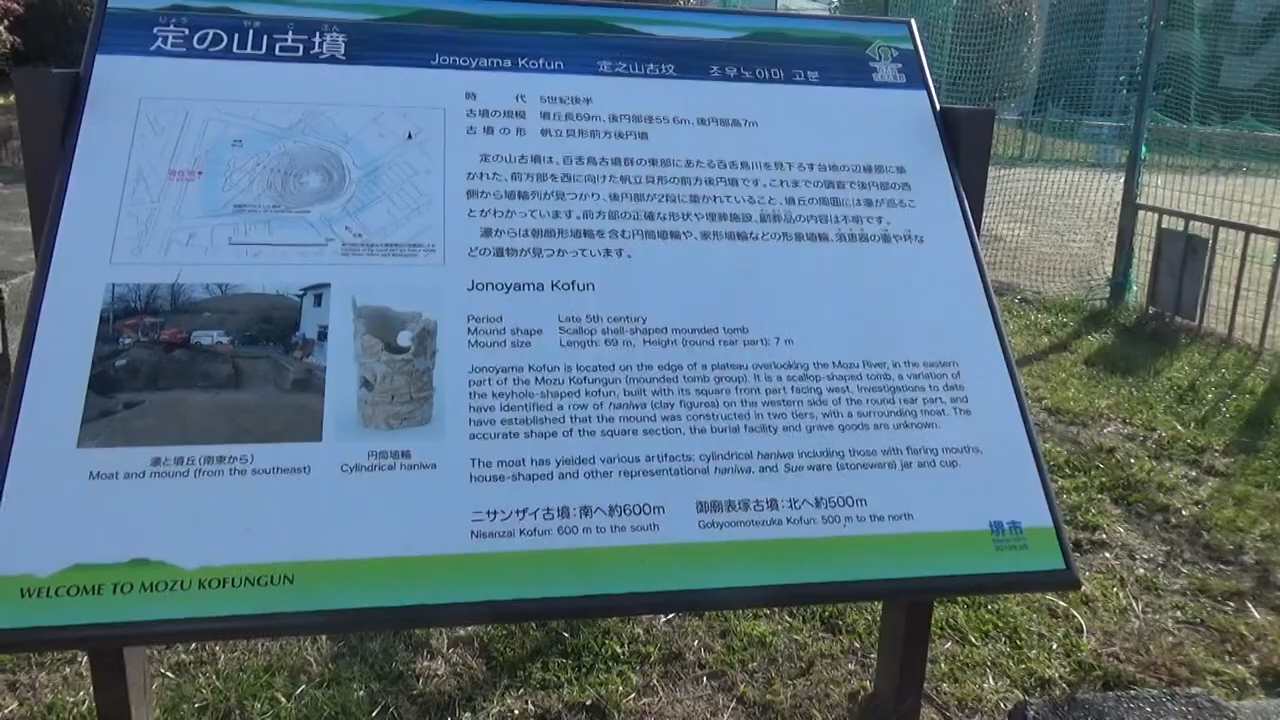 じょう やま こ ふん
定の山古墳
Jonoyama Kofun 定之山古坟 조우노야마 고분
時 代 5世紀後半
古墳の規模 墳丘長69m、後円部径55.6m、後円部高7m
古墳の形 帆立貝形前方後円墳
定の山古墳は、百舌鳥古墳群の東部にあたる百舌鳥川を見下ろす台地の辺縁部に築
かれた、前方部を西に向けた帆立貝形の前方後円墳です。これまでの調査で後円部の西
側から埴輪列が見つかり、後円部が2段に築かれていること、墳丘の周囲には濠が巡るこ
とがわかっています。前方部の正確な形状や埋葬施設、副葬品の内容は不明です。
濠からは朝顔形埴輪を含む円筒埴輪や、家形埴輪などの形象埴輪、須恵器の壷や坏な
どの遺物が見つかっています。
現在地
Jonoyama Kofun
Period Late 5th century
Mound shape Scallop shell-shaped mounded tomb
Mound size Length: 69 m, Height (round rear part): 7 m
Jonoyama Kofun is located on the edge of a plateau overlooking the Mozu River, in the eastern
part of the Mozu Kofungun (mounded tomb group). It is a scallop-shaped tomb, a variation of
the keyhole-shaped kofun, built with its square front part facing west. Investigations to date
have identified a row of haniwa (clay figures) on the western side of the round rear part, and
have established that the mound was constructed in two tiers, with a surrounding moat. The
accurate shape of the square section, the burial facility and grave goods are unknown.
The moat has yielded various artifacts; cylindrical haniwa including those with flaring mouths,
house-shaped and other representational haniwa, and Sue ware (stoneware) jar and cup.
濠と墳丘(南東から)
Moat and mound (from the southeast)
円筒埴輪
Cylindrical haniwa
ニサンザイ古墳：南へ約600m 御廟表塚古墳：北へ約500m
Nisanzai Kofun: 600 m to the south Gobyoomotezuka Kofun: 500 m to the north
堺市
WELCOME TO MOZU KOFUNGUN